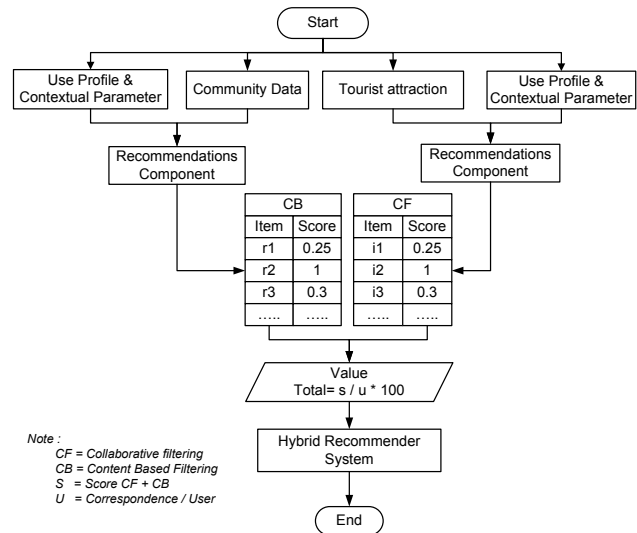 Start
Use Profile &
Contextual Parameter
Community Data
Tourist attraction
Use Profile &
Contextual Parameter
Recommendations
Component
Recommendations
Component
CB
Item Score
r1 0.25
r2 1
r3 0.3
..... .....
CF
Item Score
i1 0.25
i2 1
i3 0.3
..... .....
Value
Total= s / u * 100
Hybrid Recommender
System
End
Note :
CF = Collaborative filtering
CB = Content Based Filtering
S = Score CF + CB
U = Correspondence / User